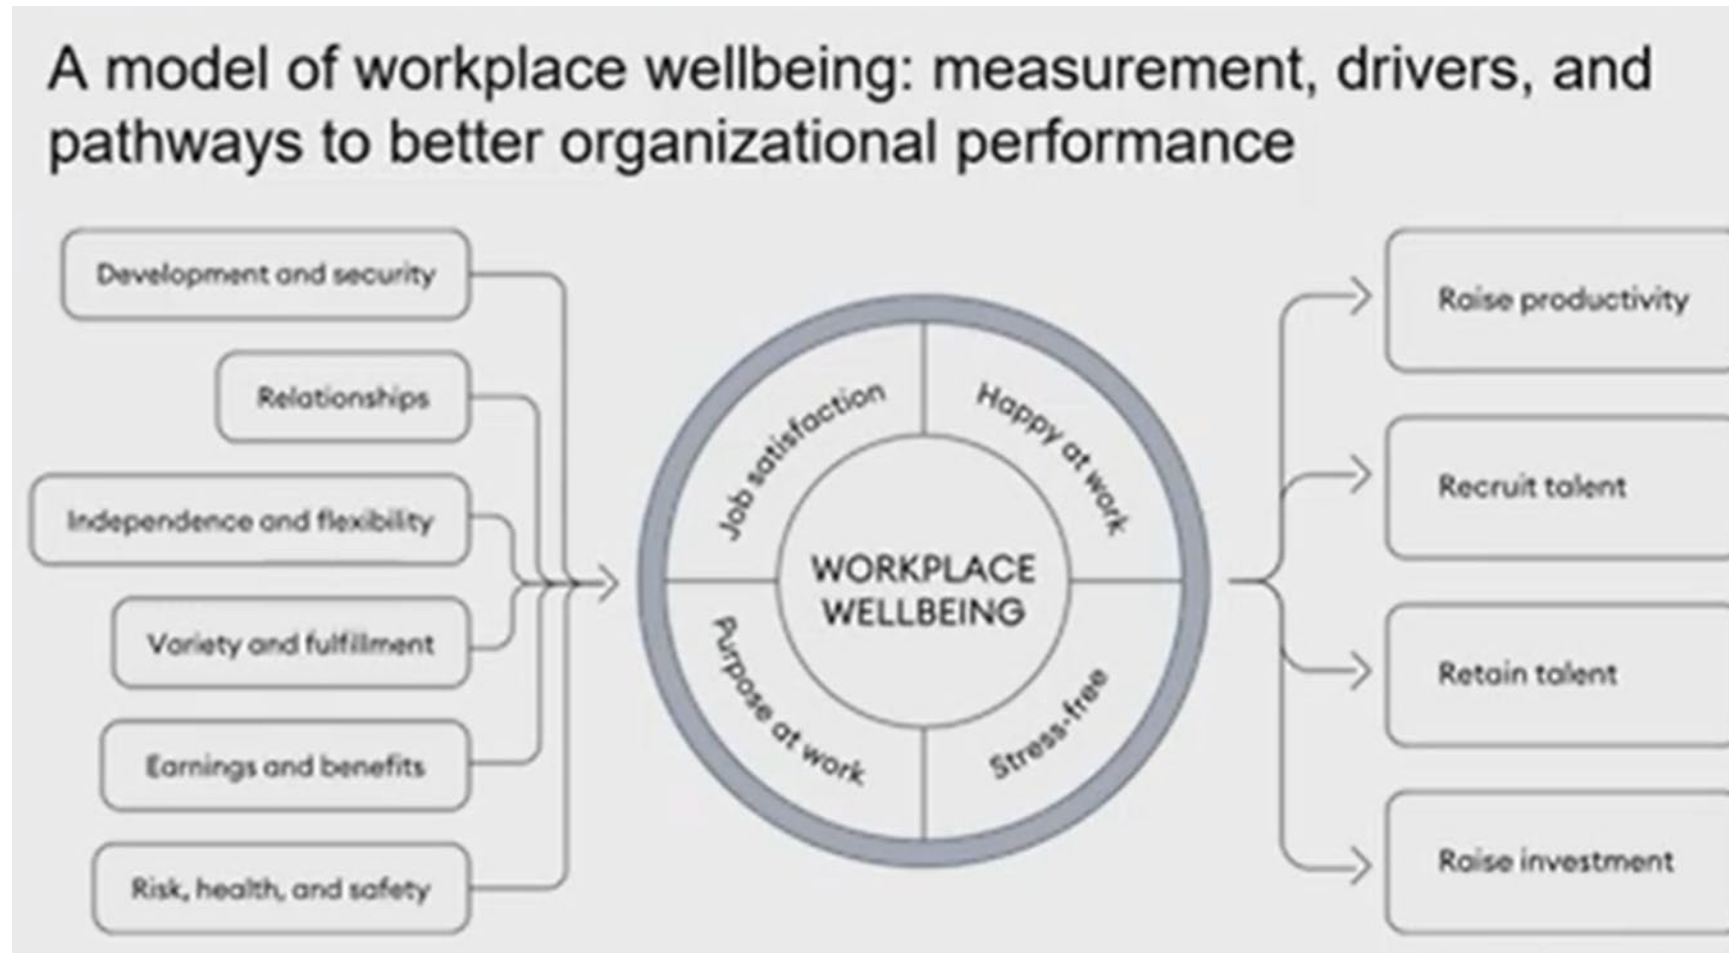 A model of workplace wellbeing: measurement, drivers, and
pathways to better organizational performance
Development and security
Relationships
Independence and flexibility
Variety and fulfillment
Earnings and benefits
Risk, health, and safety
Job satisfaction
Happy at work
WORKPLACE
WELLBEING
Purpose at work
Stress-free
Raise productivity
Recruit talent
Retain talent
Raise investment